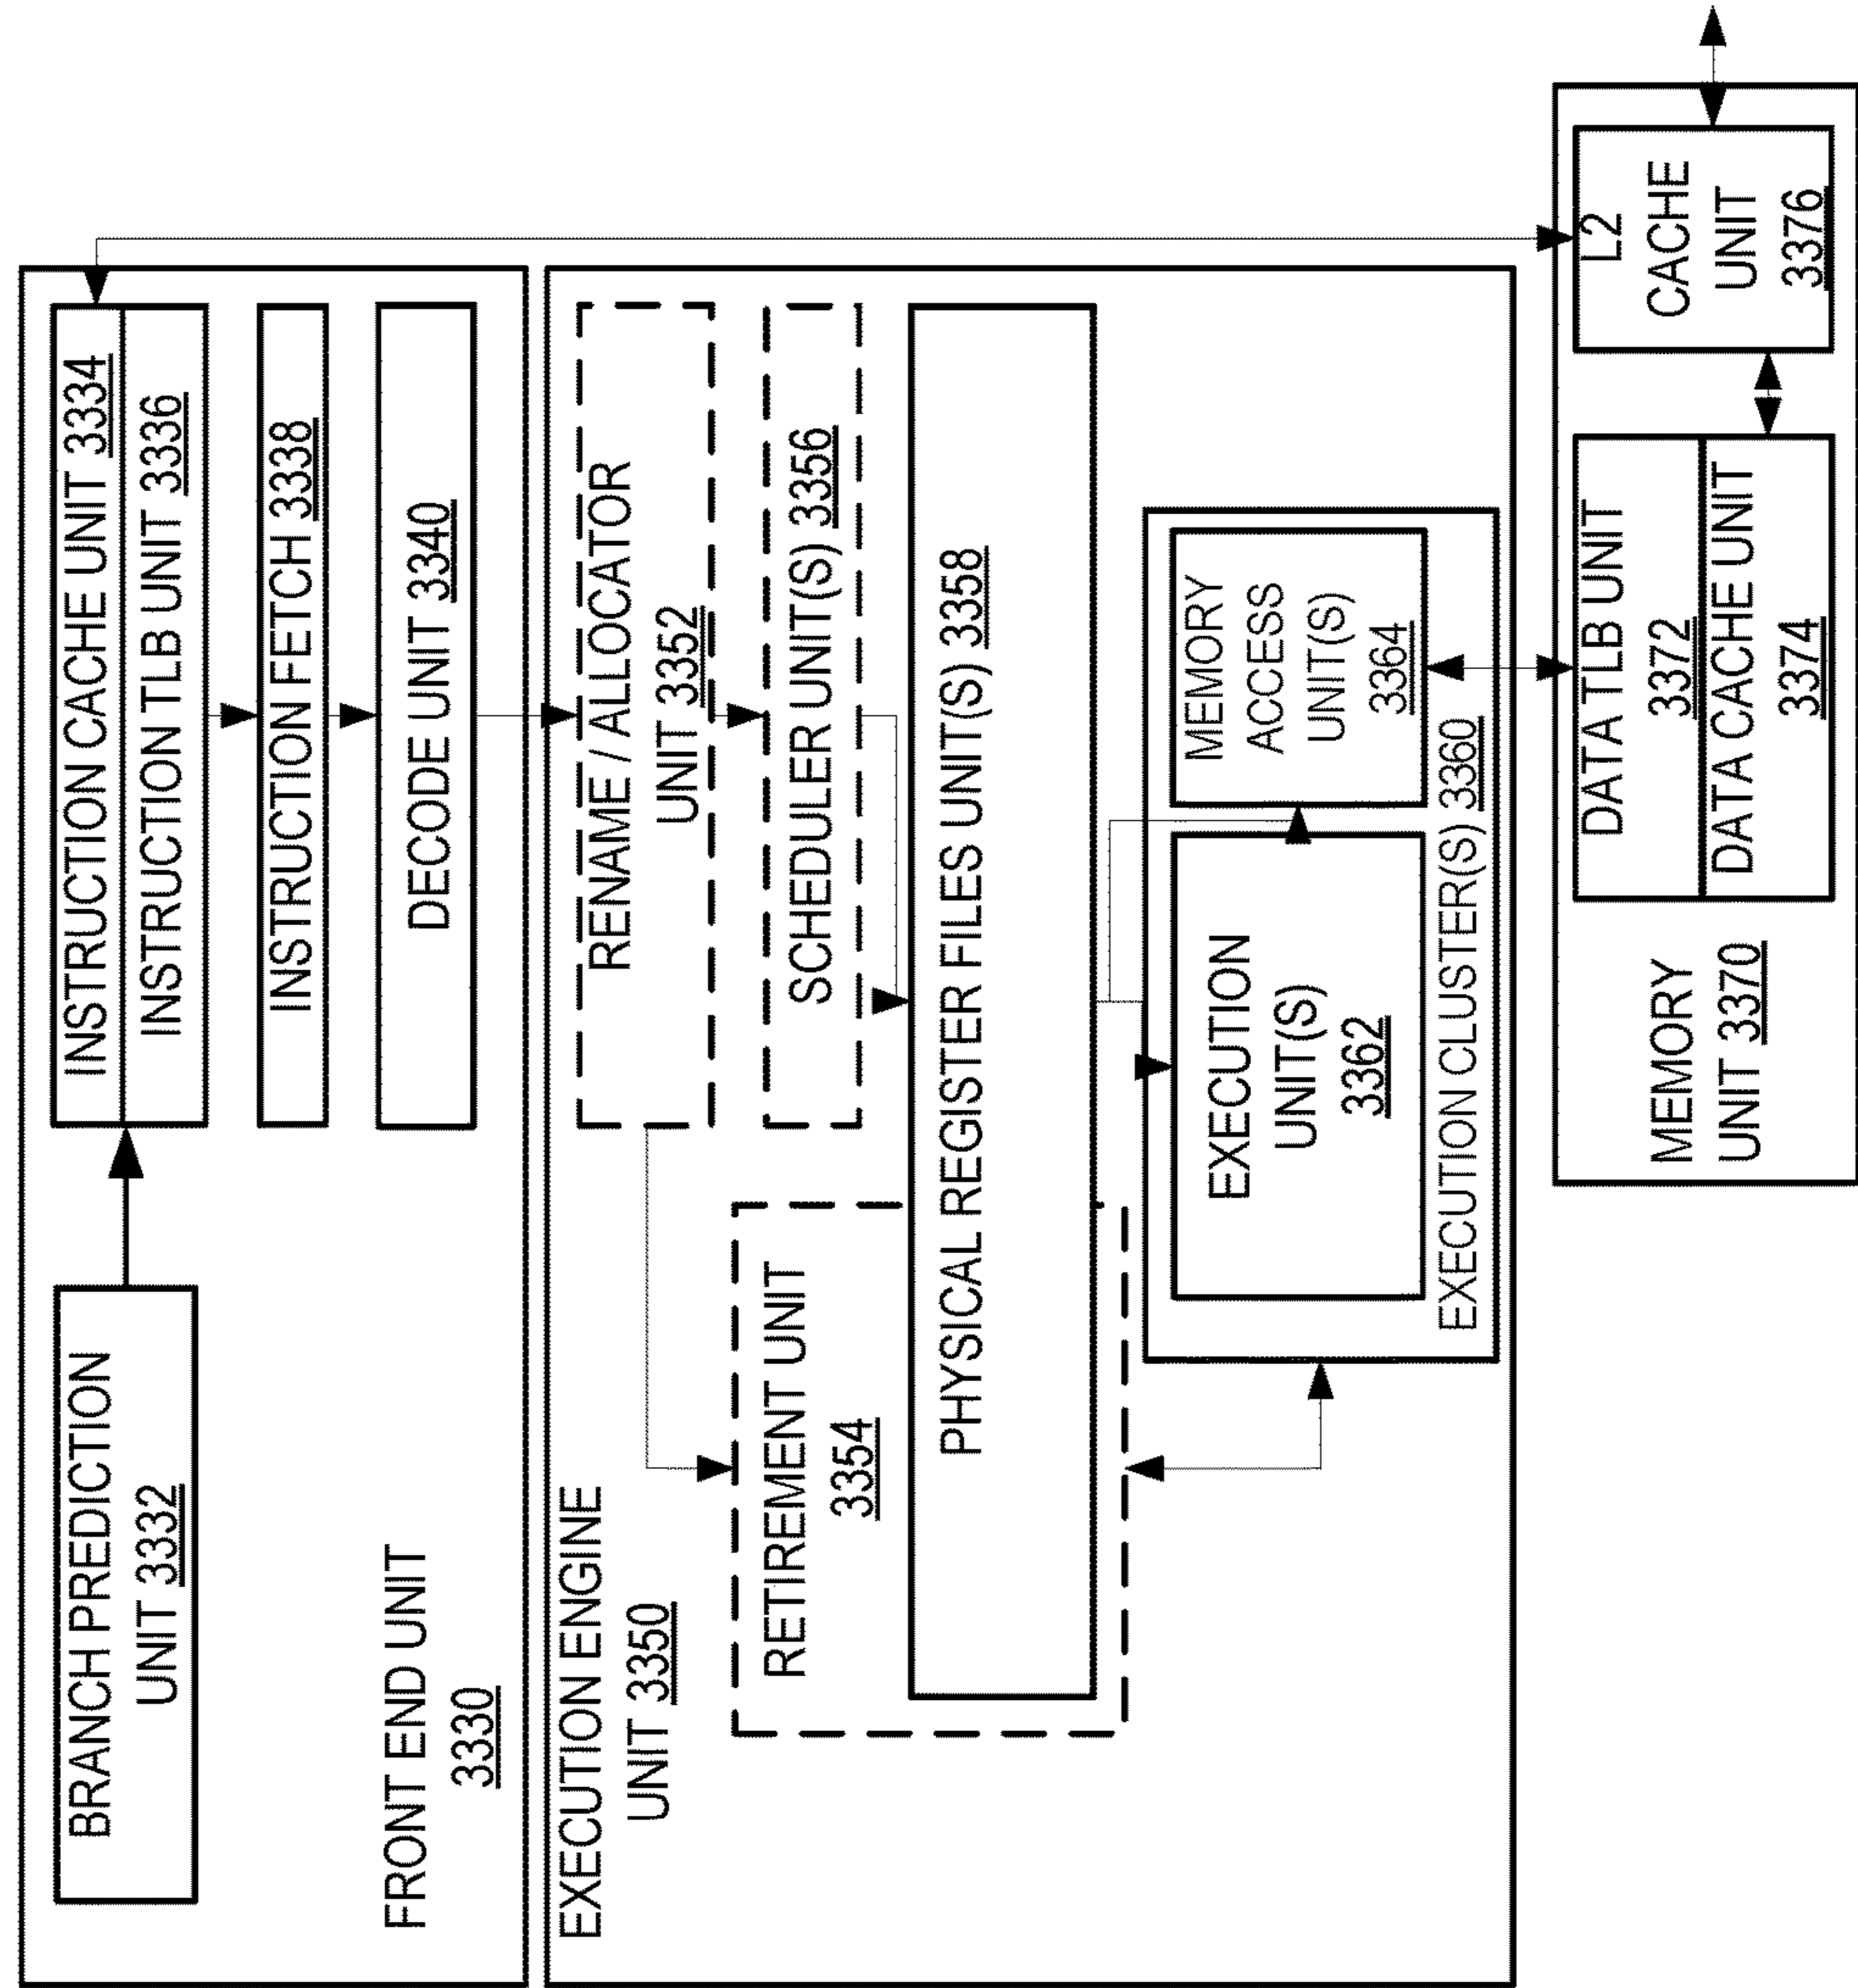 BRANCH PREDICTION
UNIT 3332
INSTRUCTION CACHE UNIT 3334
INSTRUCTION TLB UNIT 3336
INSTRUCTION FETCH 3338
DECODE UNIT 3340
FRONT END UNIT
3330
EXECUTION ENGINE
UNIT 3350
RENAME / ALLOCATOR
UNIT 3352
RETIREMENT UNIT
3354
SCHEDULER UNIT(S) 3356
PHYSICAL REGISTER FILES UNIT(S) 3358
EXECUTION
UNIT(S)
3362
MEMORY
ACCESS
UNIT(S)
3364
EXECUTION CLUSTER(S) 3360
MEMORY
UNIT 3370
DATA TLB UNIT
3372
DATA CACHE UNIT
3374
L2
CACHE
UNIT
3376